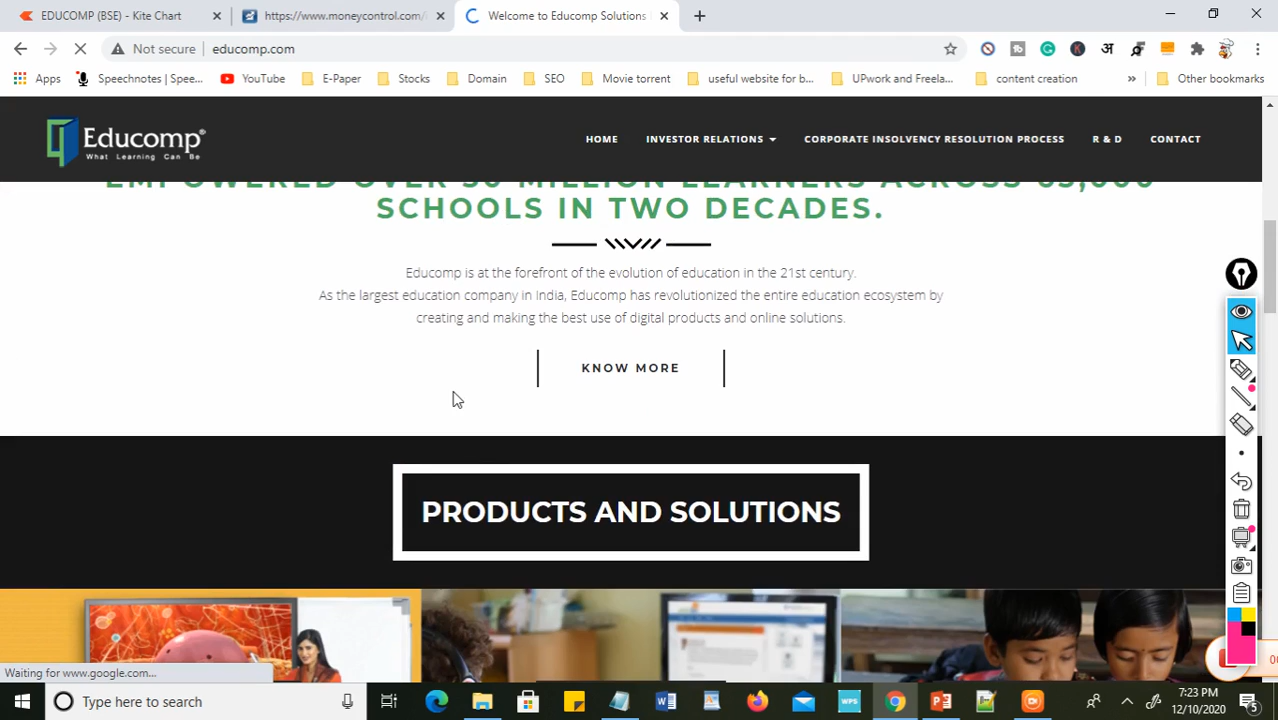 EDUCOMP (BSE) - Kite Chart
https://www.moneycontrol.com/
Welcome to Educomp Solutions
Not secure educomp.com
Apps
Speechnotes | Spee...
YouTube
E-Paper
Stocks
Domain
SEO
Movie torrent
useful website for b...
UPwork and Freela...
content creation
»
Other bookmarks
Educomp®
What Learning Can Be
HOME
INVESTOR RELATIONS
CORPORATE INSOLVENCY RESOLUTION PROCESS
R & D
CONTACT
EMPOWERED OVER 30 MILLION LEARNERS ACROSS 65,000
SCHOOLS IN TWO DECADES.
Educomp is at the forefront of the evolution of education in the 21st century.
As the largest education company in India, Educomp has revolutionized the entire education ecosystem by
creating and making the best use of digital products and online solutions.
KNOW MORE
PRODUCTS AND SOLUTIONS
Waiting for www.google.com...
Type here to search
7:23 PM
12/10/2020
5